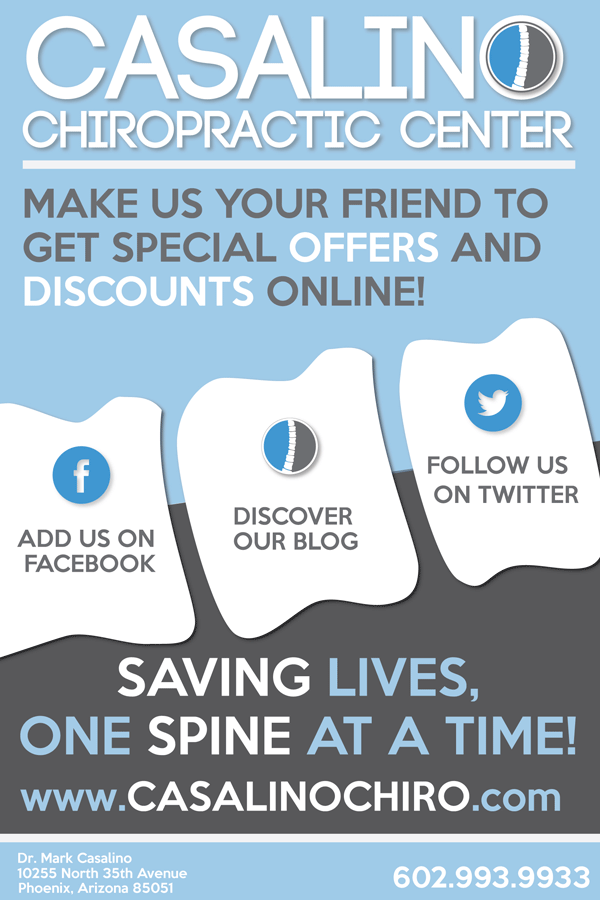 CASALINO
CHIROPRACTIC CENTER
MAKE US YOUR FRIEND TO
GET SPECIAL OFFERS AND
DISCOUNTS ONLINE!
f
ADD US ON
FACEBOOK
DISCOVER
OUR BLOG
FOLLOW US
ON TWITTER
SAVING LIVES,
ONE SPINE AT A TIME!
www.CASALINOCHIRO.com
Dr. Mark Casalino
10255 North 35th Avenue
Phoenix, Arizona 85051
602.993.9933